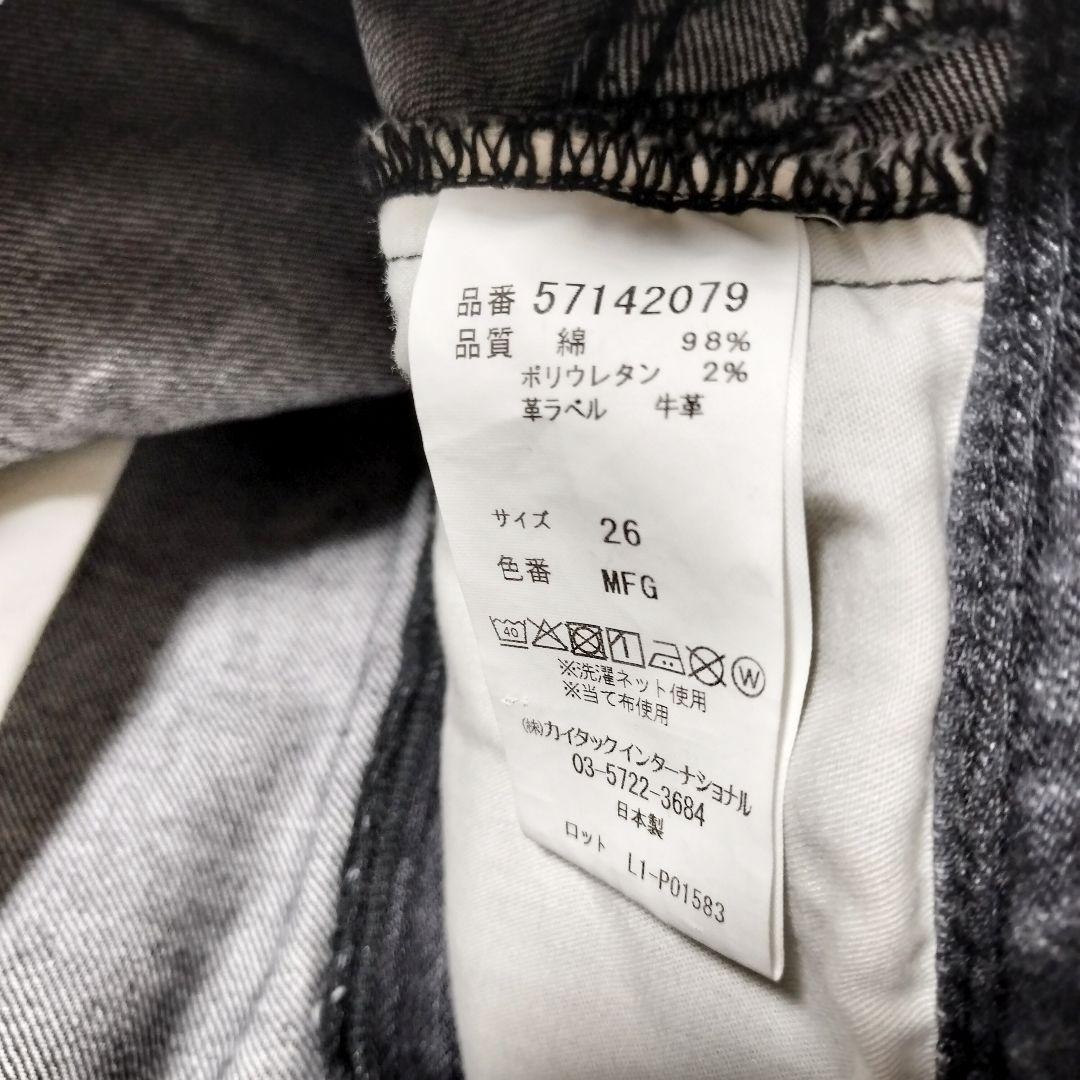 品番 57142079
品質 綿 98%
ポリウレタン 2%
革ラベル 牛革
サイズ 26
色番 MFG
40 W
※洗濯ネット使用
※当て布使用
㈱カイタックインターナショナル
03-5722-3684
日本製
ロット L1-P01583